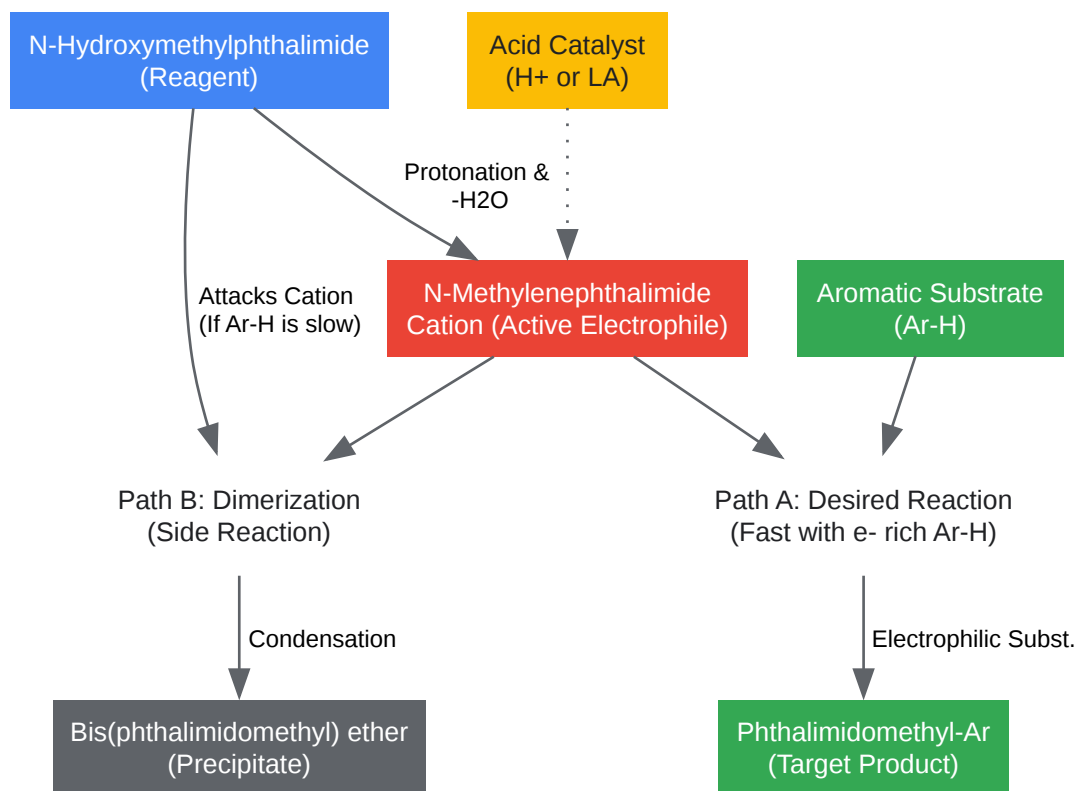 N-Hydroxymethylphthalimide
(Reagent)
Acid Catalyst
(H+ or LA)
Protonation &
-H2O
Attacks Cation
(If Ar-H is slow)
N-Methylenephthalimide
Cation (Active Electrophile)
Aromatic Substrate
(Ar-H)
Path B: Dimerization
(Side Reaction)
Path A: Desired Reaction
(Fast with e- rich Ar-H)
Condensation
Electrophilic Subst.
Bis(phthalimidomethyl) ether
(Precipitate)
Phthalimidomethyl-Ar
(Target Product)